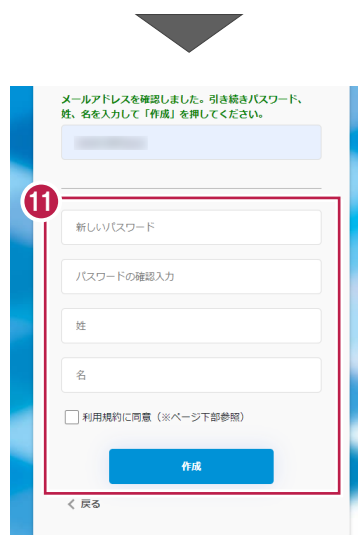 メールアドレスを確認しました。引き続きパスワード、
姓、名を入力して「作成」を押してください。
11
新しいパスワード
パスワードの確認入力
姓
名
利用規約に同意（※ページ下部参照）
作成
戻る